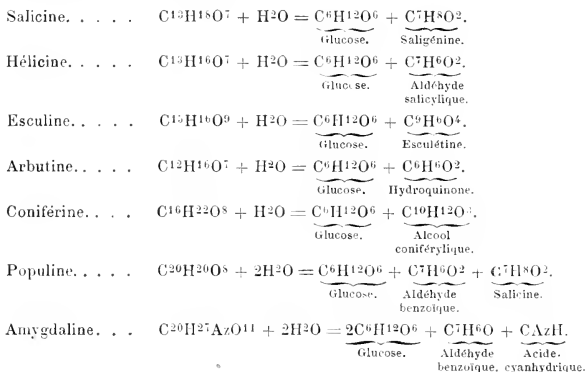 Salicine. . . . . C¹³H¹⁸O⁷ + H²O = C⁶H¹²O⁶ + C⁷H⁸O².
Glucose. Saligénine.
Hélicine. . . . . C¹³H¹⁶O⁷ + H²O = C⁶H¹²O⁶ + C⁷H⁶O².
Glucose. Aldéhyde
salicylique.
Esculine. . . . . C¹⁵H¹⁶O⁹ + H²O = C⁶H¹²O⁶ + C⁹H⁶O⁴.
Glucose. Esculétine.
Arbutine. . . . . C¹²H¹⁶O⁷ + H²O = C⁶H¹²O⁶ + C⁶H⁶O².
Glucose. Hydroquinone.
Coniférine. . . . C¹⁶H²²O⁸ + H²O = C⁶H¹²O⁶ + C¹⁰H¹²O³.
Glucose. Alcool
coniférylique.
Populine. . . . . C²⁰H²⁰O⁸ + 2H²O = C⁶H¹²O⁶ + C⁷H⁶O² + C⁷H⁸O².
Glucose. Aldéhyde Salicine.
benzoïque.
Amygdaline. . . C²⁰H²⁷AzO¹¹ + 2H²O = 2C⁶H¹²O⁶ + C⁷H⁶O + CAzH.
Glucose. Aldéhyde Acide.
benzoïque. cyanhydrique.